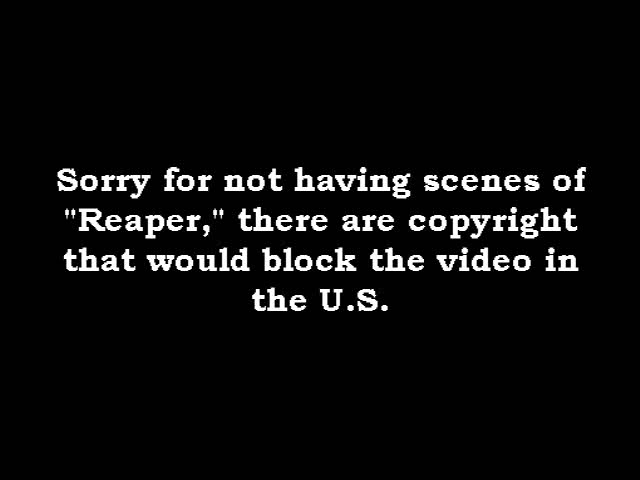 Sorry for not having scenes of
"Reaper," there are copyright
that would block the video in
the U.S.